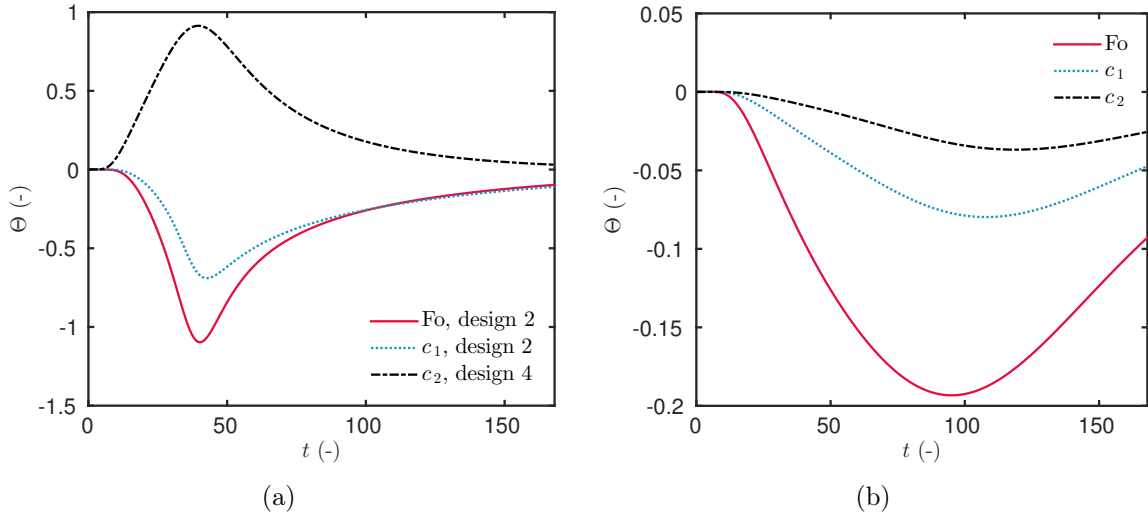 1
0.5
0
-0.5
-1
-1.5
Θ (-)
0
50
100
150
t (-)
Fo, design 2
c1, design 2
c2, design 4
(a)
0.05
0
-0.05
-0.1
-0.15
-0.2
Θ (-)
0
50
100
150
t (-)
Fo
c1
c2
(b)